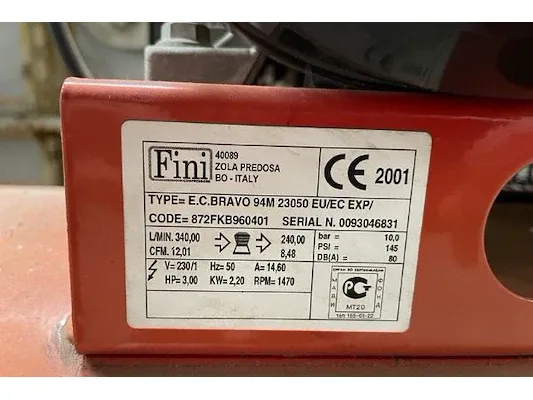 Fini
40089
ZOLA PREDOSA
BO - ITALY
CE 2001
TYPE= E.C.BRAVO 94M 23050 EU/EC EXP/
CODE= 872FKB960401 SERIAL N. 0093046831
L/MIN. 340,00 240,00
CFM. 12,01 8,48
bar = 10,0
PSI = 145
DB(A) = 80
V= 230/1 Hz= 50 A= 14,60
HP= 3,00 KW= 2,20 RPM= 1470
МТ20